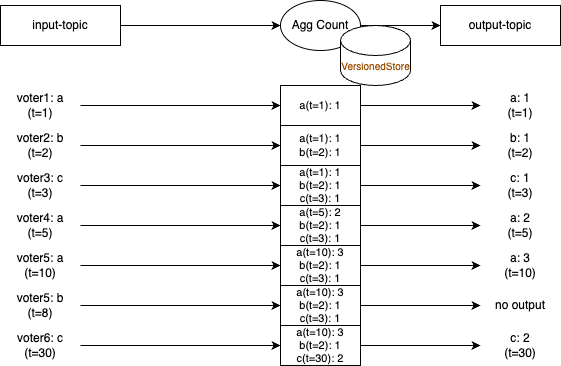 input-topic
Agg Count
output-topic
VersionedStore
voter1: a
(t=1)
a(t=1): 1
a: 1
(t=1)
voter2: b
(t=2)
a(t=1): 1
b(t=2): 1
b: 1
(t=2)
voter3: c
(t=3)
a(t=1): 1
b(t=2): 1
c(t=3): 1
c: 1
(t=3)
voter4: a
(t=5)
a(t=5): 2
b(t=2): 1
c(t=3): 1
a: 2
(t=5)
voter5: a
(t=10)
a(t=10): 3
b(t=2): 1
c(t=3): 1
a: 3
(t=10)
voter5: b
(t=8)
a(t=10): 3
b(t=2): 1
c(t=3): 1
no output
voter6: c
(t=30)
a(t=10): 3
b(t=2): 1
c(t=30): 2
c: 2
(t=30)